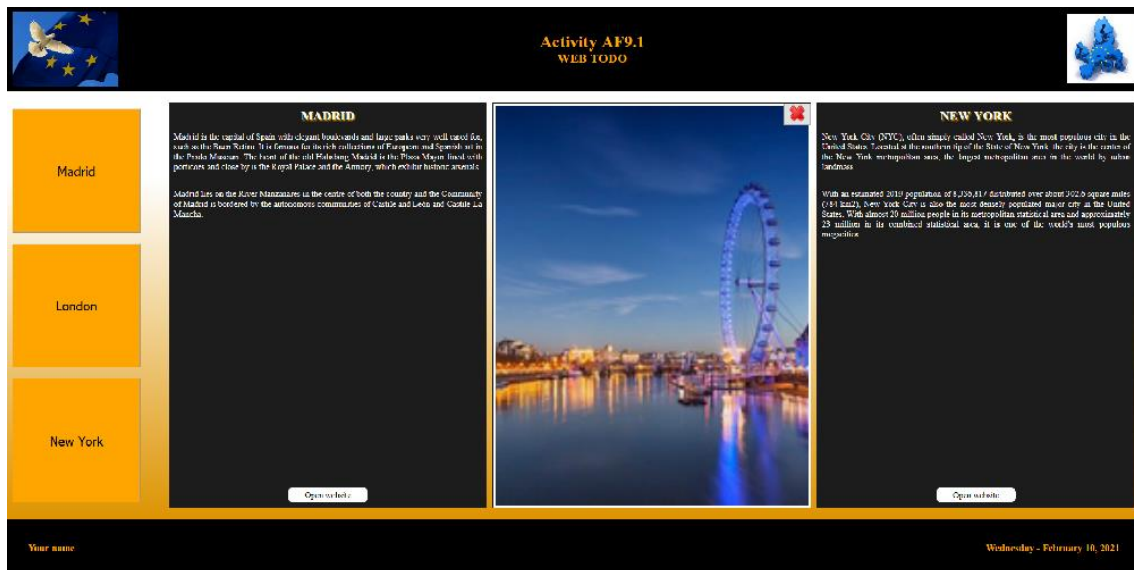 Activity AF9.1
WEB TODO
Madrid
London
New York
MADRID
Madrid is the capital of Spain with elegant boulevards and large parks very well cared for,
such as the Buen Retiro. It is famous for its rich collections of European and Spanish art in
the Prado Museum. The heart of the old Habsburg Madrid is the Plaza Mayor lined with
porticoes and close by is the Royal Palace and the Armory, which exhibit historic arsenals.
Madrid lies on the River Manzanares in the centre of both the country and the Community
of Madrid is bordered by the autonomous communities of Castile and León and Castile La
Mancha.
Open website
NEW YORK
New York City (NYC), often simply called New York, is the most populous city in the
United States. Located at the southern tip of the State of New York, the city is the center of
the New York metropolitan area, the largest metropolitan area in the world by urban
landmass.
With an estimated 2019 population of 8,336,817 distributed over about 302.6 square miles
(784 km2), New York City is also the most densely populated major city in the United
States. With almost 20 million people in its metropolitan statistical area and approximately
23 million in its combined statistical area, it is one of the world's most populous
megacities.
Open website
Your name
Wednesday - February 10, 2021